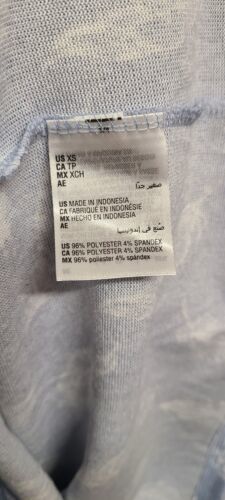 US XS
CA TP
MX XCH
AE صغير جدًا
US MADE IN INDONESIA
CA FABRIQUÉ EN INDONÉSIE
MX HECHO EN INDONESIA
AE صنع في إندونيسيا
US 96% POLYESTER 4% SPANDEX
CA 96% POLYESTER 4% SPANDEX
MX 96% poliéster 4% spándex